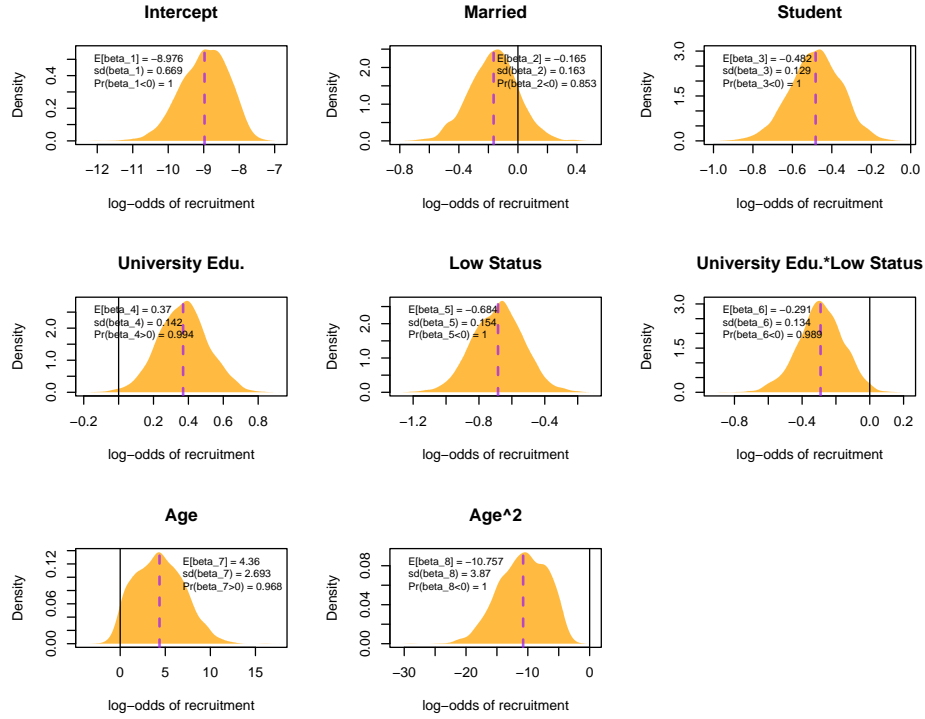 Intercept
E[beta_1] = −8.976
sd(beta_1) = 0.669
Pr(beta_1<0) = 1
Density
0.0 0.2 0.4
−12 −11 −10 −9 −8 −7
log−odds of recruitment
Married
E[beta_2] = −0.165
sd(beta_2) = 0.163
Pr(beta_2<0) = 0.853
Density
0.0 1.0 2.0
−0.8 −0.4 0.0 0.4
log−odds of recruitment
Student
E[beta_3] = −0.482
sd(beta_3) = 0.129
Pr(beta_3<0) = 1
Density
0.0 1.5 3.0
−1.0 −0.8 −0.6 −0.4 −0.2 0.0
log−odds of recruitment
University Edu.
E[beta_4] = 0.37
sd(beta_4) = 0.142
Pr(beta_4>0) = 0.994
Density
0.0 1.0 2.0
−0.2 0.2 0.4 0.6 0.8
log−odds of recruitment
Low Status
E[beta_5] = −0.684
sd(beta_5) = 0.154
Pr(beta_5<0) = 1
Density
0.0 1.0 2.0
−1.2 −0.8 −0.4
log−odds of recruitment
University Edu.*Low Status
E[beta_6] = −0.291
sd(beta_6) = 0.134
Pr(beta_6<0) = 0.989
Density
0.0 1.5 3.0
−0.8 −0.4 0.0 0.2
log−odds of recruitment
Age
E[beta_7] = 4.36
sd(beta_7) = 2.693
Pr(beta_7>0) = 0.968
Density
0.00 0.06 0.12
0 5 10 15
log−odds of recruitment
Age^2
E[beta_8] = −10.757
sd(beta_8) = 3.87
Pr(beta_8<0) = 1
Density
0.00 0.04 0.08
−30 −20 −10 0
log−odds of recruitment